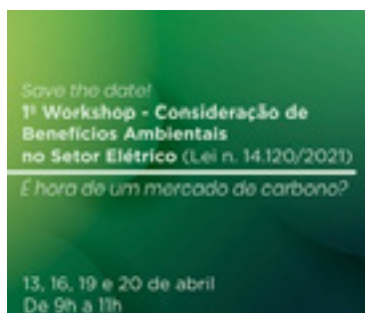 Save the date!
1º Workshop - Consideração de
Benefícios Ambientais
no Setor Elétrico (Lei n. 14.120/2021)
É hora de um mercado de carbono?
13, 16, 19 e 20 de abril
De 9h a 11h